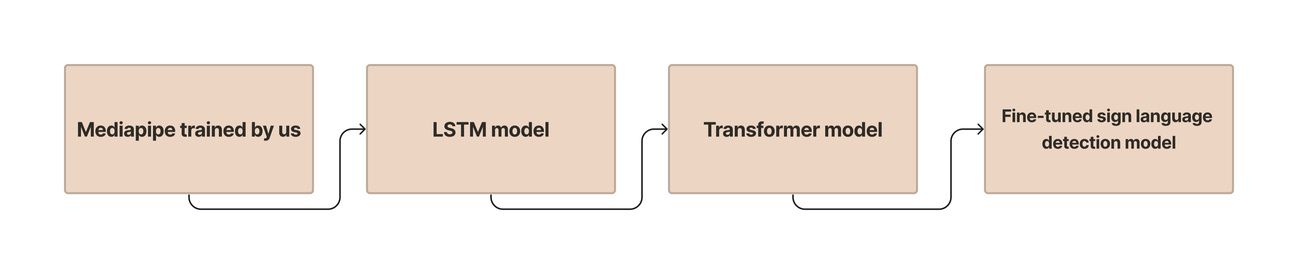 Mediapipe trained by us
LSTM model
Transformer model
Fine-tuned sign language
detection model